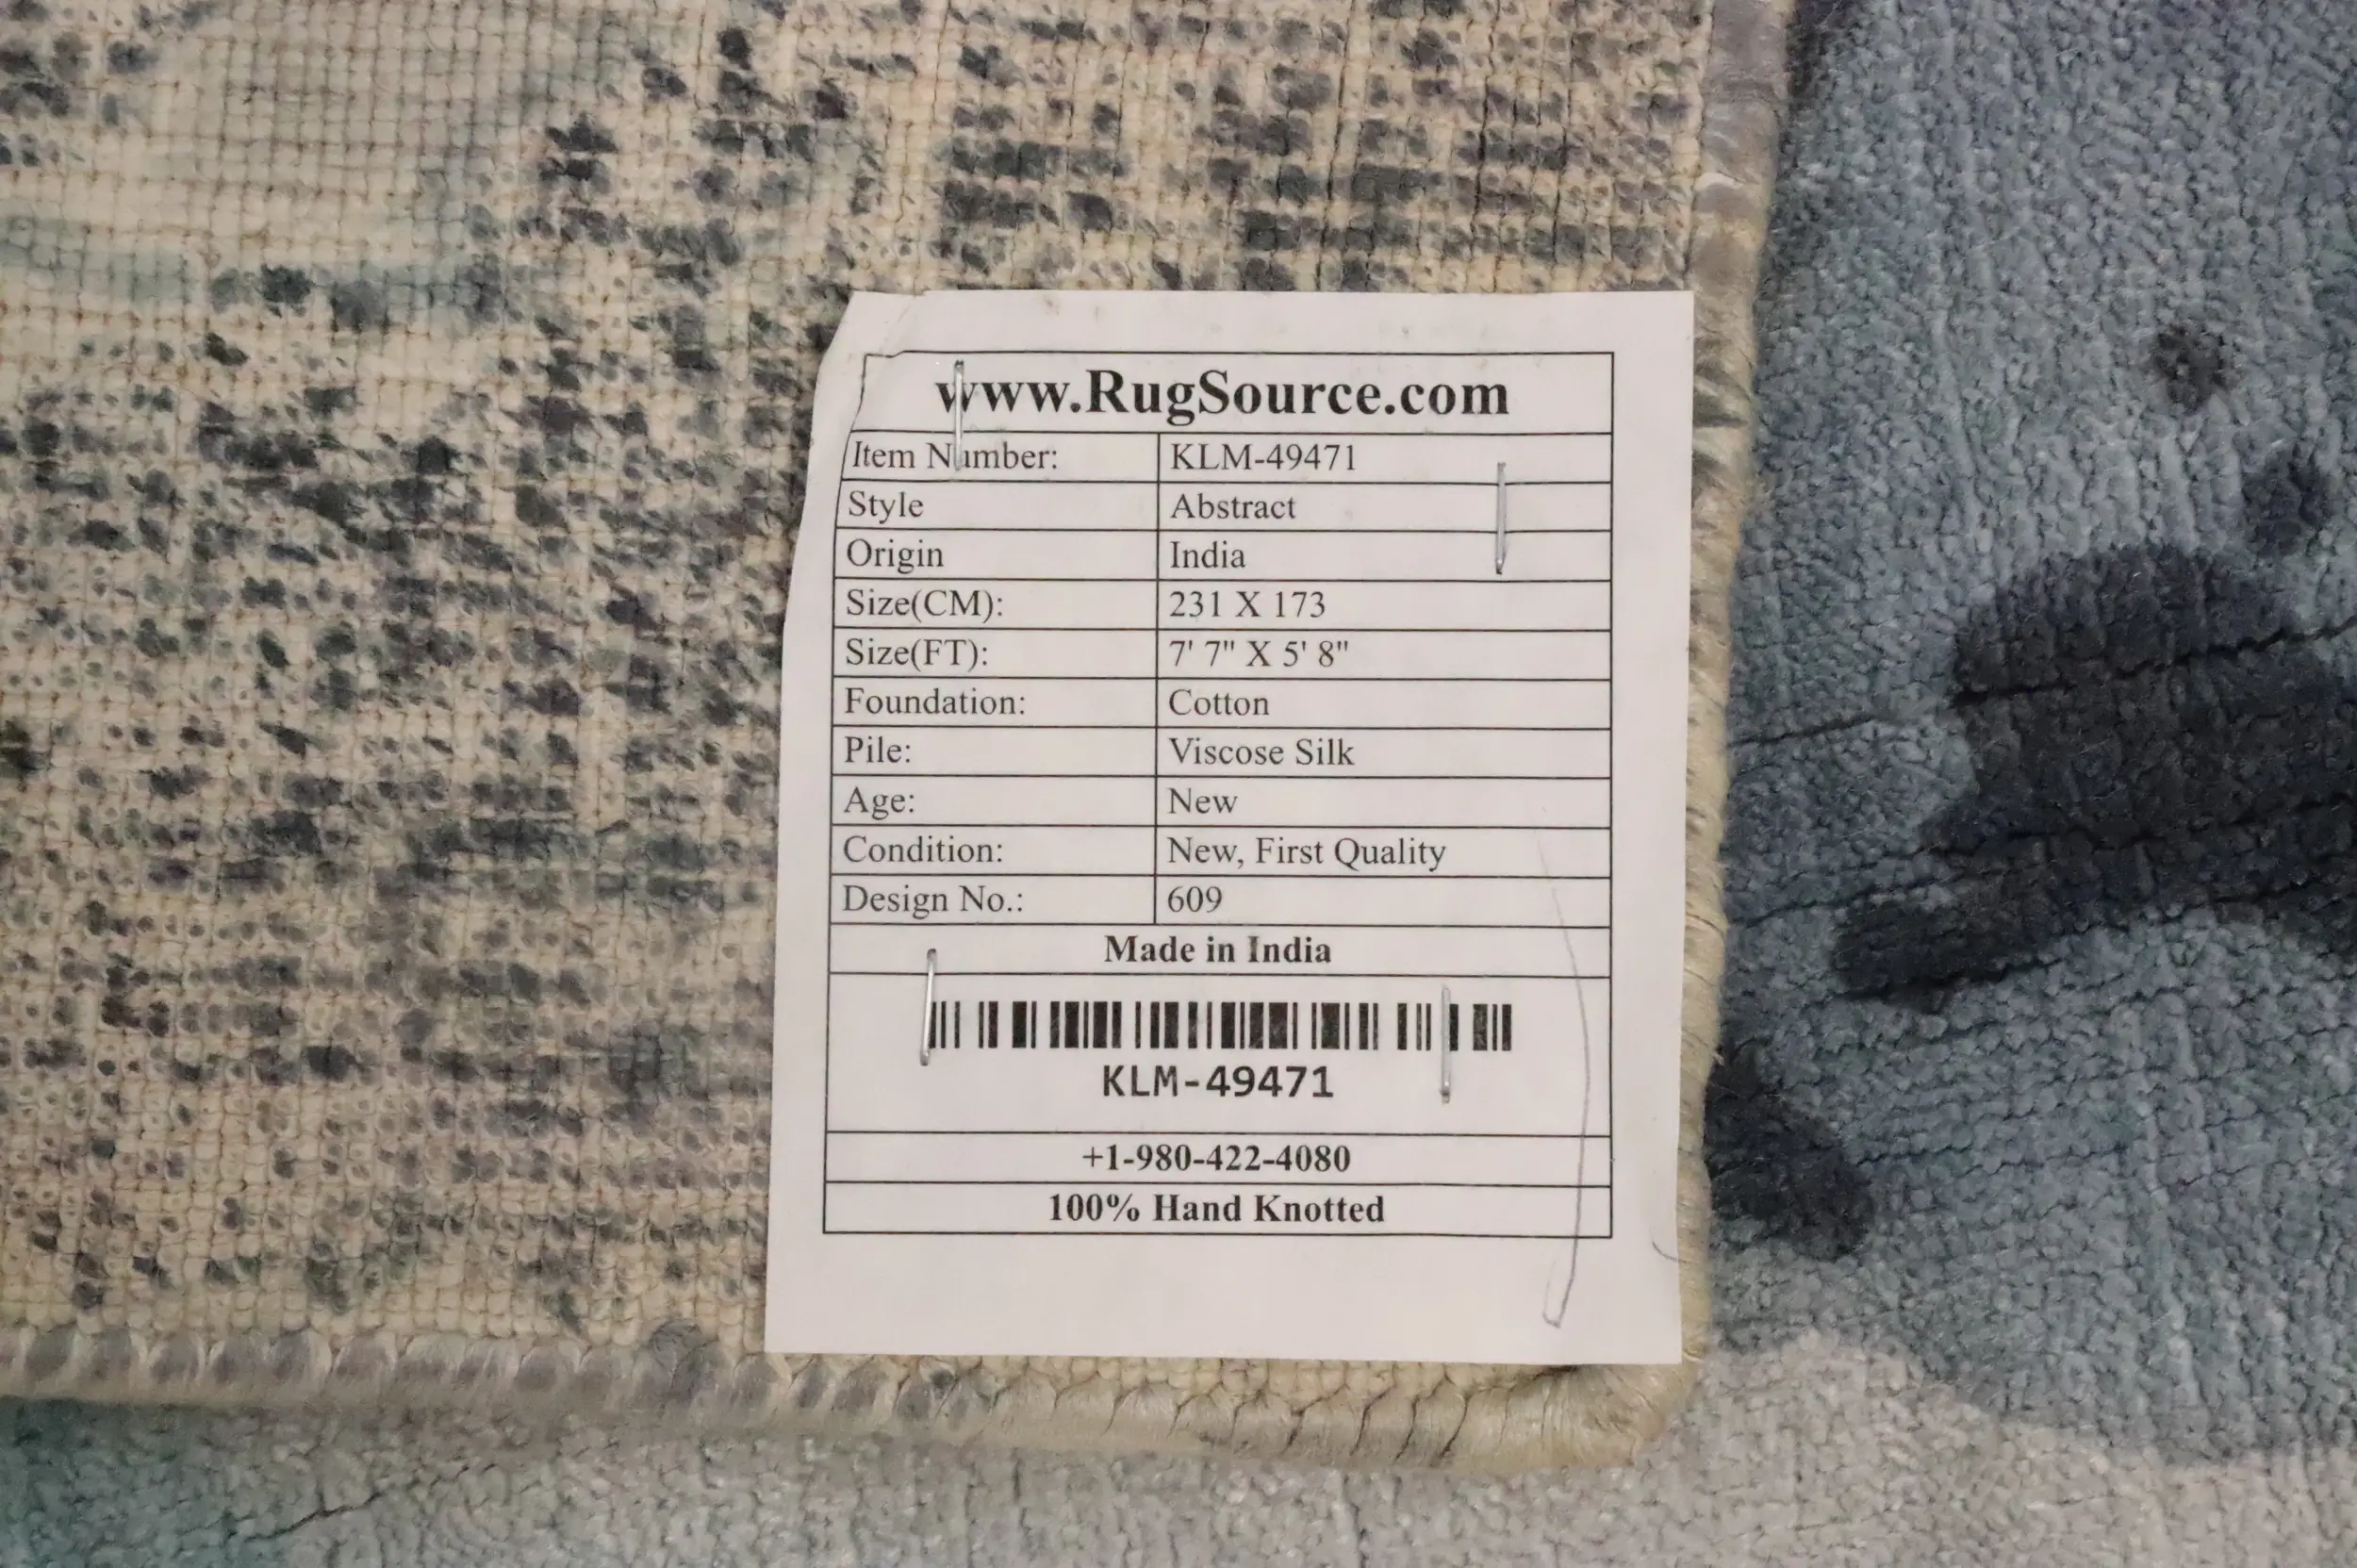 www.RugSource.com
Item Number: KLM-49471
Style Abstract
Origin India
Size(CM): 231 X 173
Size(FT): 7' 7" X 5' 8"
Foundation: Cotton
Pile: Viscose Silk
Age: New
Condition: New, First Quality
Design No.: 609
Made in India
KLM-49471
+1-980-422-4080
100% Hand Knotted